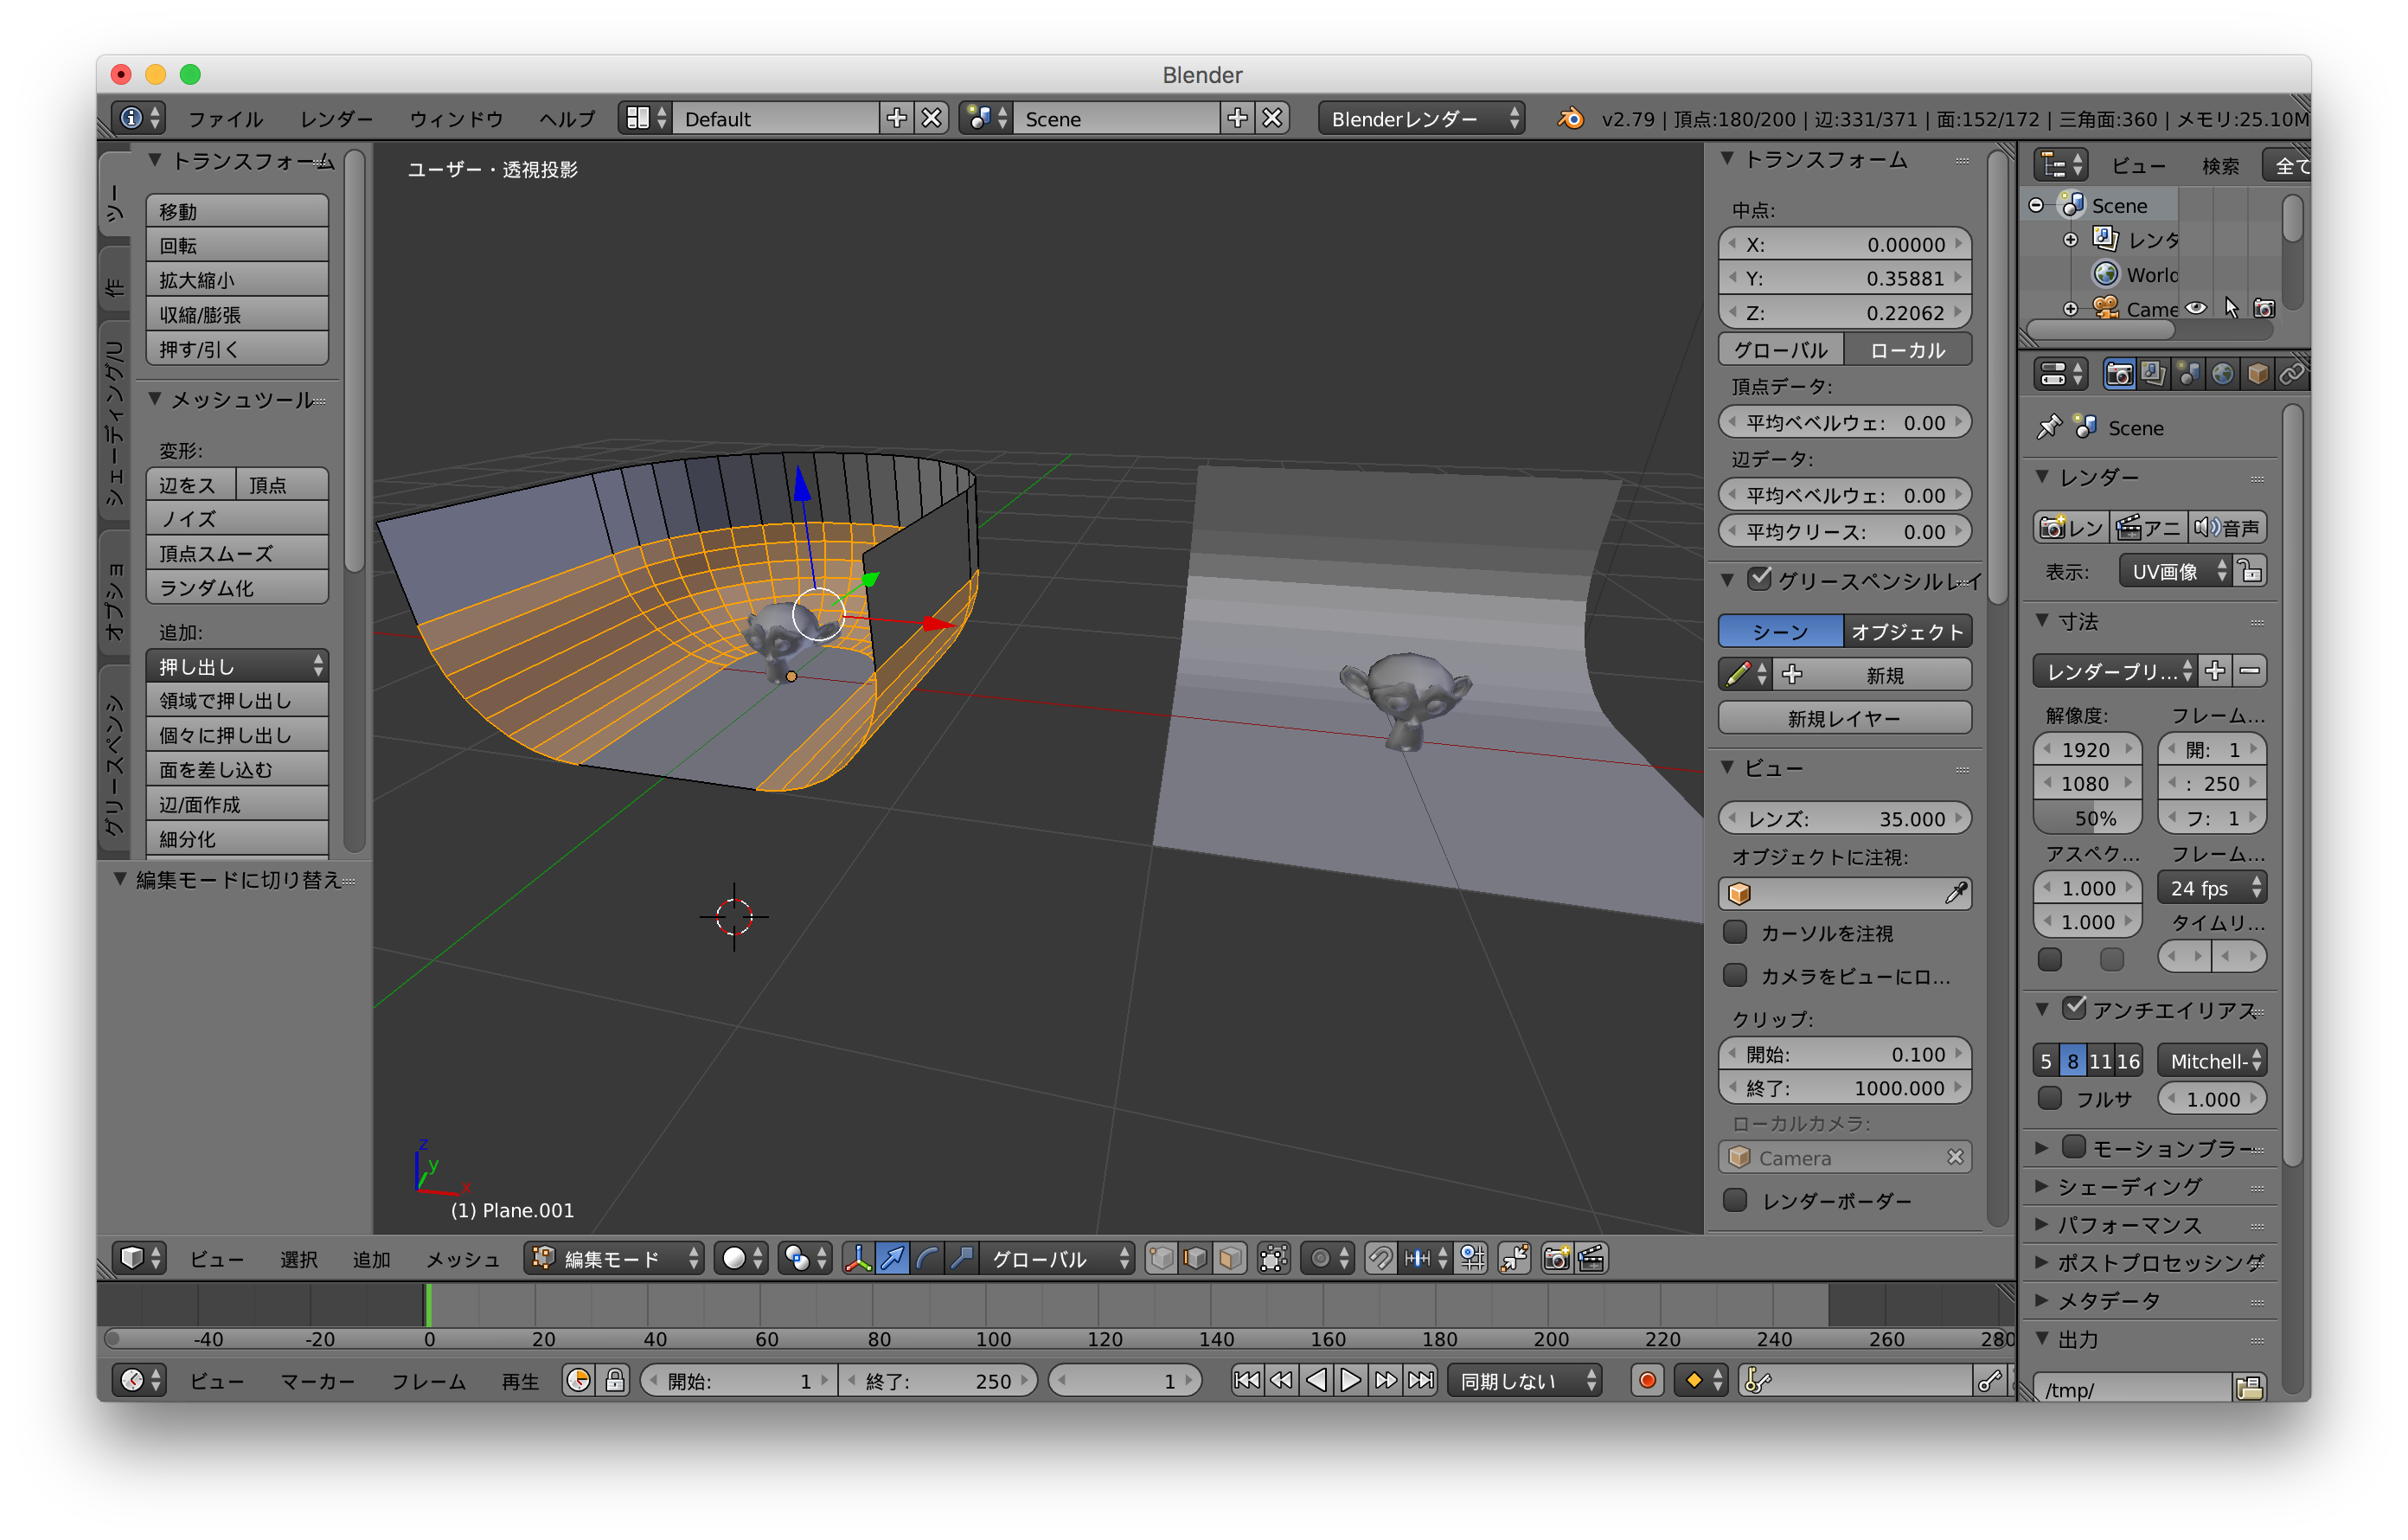 Blender
ファイル レンダー ウィンドウ ヘルプ Default Scene Blenderレンダー v2.79 | 頂点:180/200 | 辺:331/371 | 面:152/172 | 三角面:360 | メモリ:25.10M
ツー
作
シェーディング/U
オプショ
グリースペンシ
トランスフォーム
移動
回転
拡大縮小
収縮/膨張
押す/引く
メッシュツール
変形:
辺をス 頂点
ノイズ
頂点スムーズ
ランダム化
追加:
押し出し
領域で押し出し
個々に押し出し
面を差し込む
辺/面作成
細分化
編集モードに切り替え
ユーザー・透視投影
z
y
x
(1) Plane.001
トランスフォーム
中点:
X: 0.00000
Y: 0.35881
Z: 0.22062
グローバル ローカル
頂点データ:
平均ベベルウェ: 0.00
辺データ:
平均ベベルウェ: 0.00
平均クリース: 0.00
グリースペンシルレイ
シーン オブジェクト
新規
新規レイヤー
ビュー
レンズ: 35.000
オブジェクトに注視:
カーソルを注視
カメラをビューにロ...
クリップ:
開始: 0.100
終了: 1000.000
ローカルカメラ:
Camera
レンダーボーダー
ビュー 検索 全て
Scene
レンダ
World
Came
Scene
レンダー
レン アニ 音声
表示: UV画像
寸法
レンダープリ...
解像度: フレーム...
1920 開: 1
1080 : 250
50% フ: 1
アスペク... フレーム...
1.000 24 fps
1.000 タイムリ...
アンチエイリアス
5 8 11 16 Mitchell-
フルサ 1.000
モーションブラー
シェーディング
パフォーマンス
ポストプロセッシング
メタデータ
出力
/tmp/
ビュー 選択 追加 メッシュ 編集モード グローバル
-40 -20 0 20 40 60 80 100 120 140 160 180 200 220 240 260 280
ビュー マーカー フレーム 再生 開始: 1 終了: 250 1 同期しない